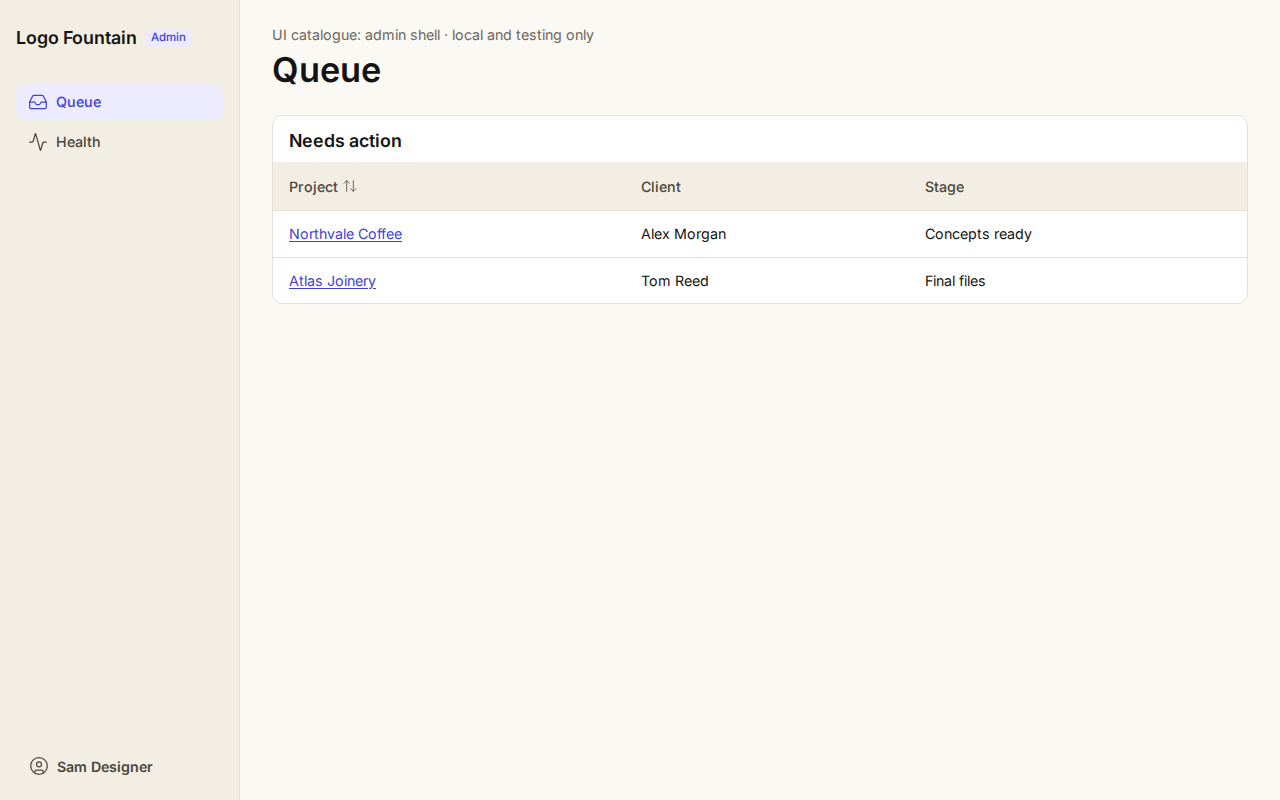 Logo Fountain Admin
Queue
Health
Sam Designer
UI catalogue: admin shell · local and testing only
Queue
Needs action
Project Client Stage
Northvale Coffee Alex Morgan Concepts ready
Atlas Joinery Tom Reed Final files